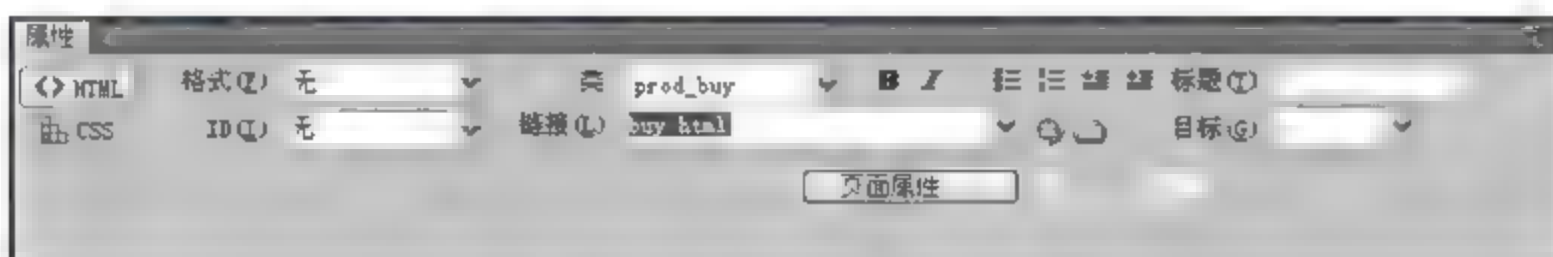 属性
<> HTML 格式(F) 无 类 prod_buy B I 标题(T)
CSS ID(I) 无 链接(L) buy html 目标(G)
页面属性